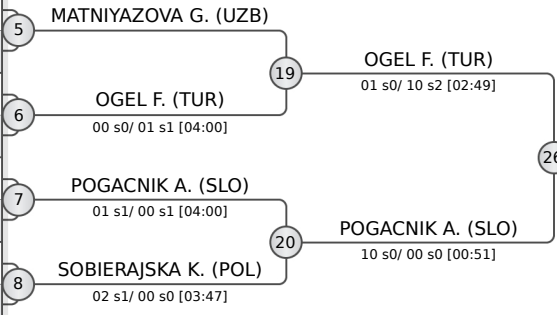 MATNIYAZOVA G. (UZB)
5
OGEL F. (TUR)
19
01 s0/ 10 s2 [02:49]
OGEL F. (TUR)
6
00 s0/ 01 s1 [04:00]
26
POGACNIK A. (SLO)
7
01 s1/ 00 s1 [04:00]
POGACNIK A. (SLO)
20
10 s0/ 00 s0 [00:51]
SOBIERAJSKA K. (POL)
8
02 s1/ 00 s0 [03:47]